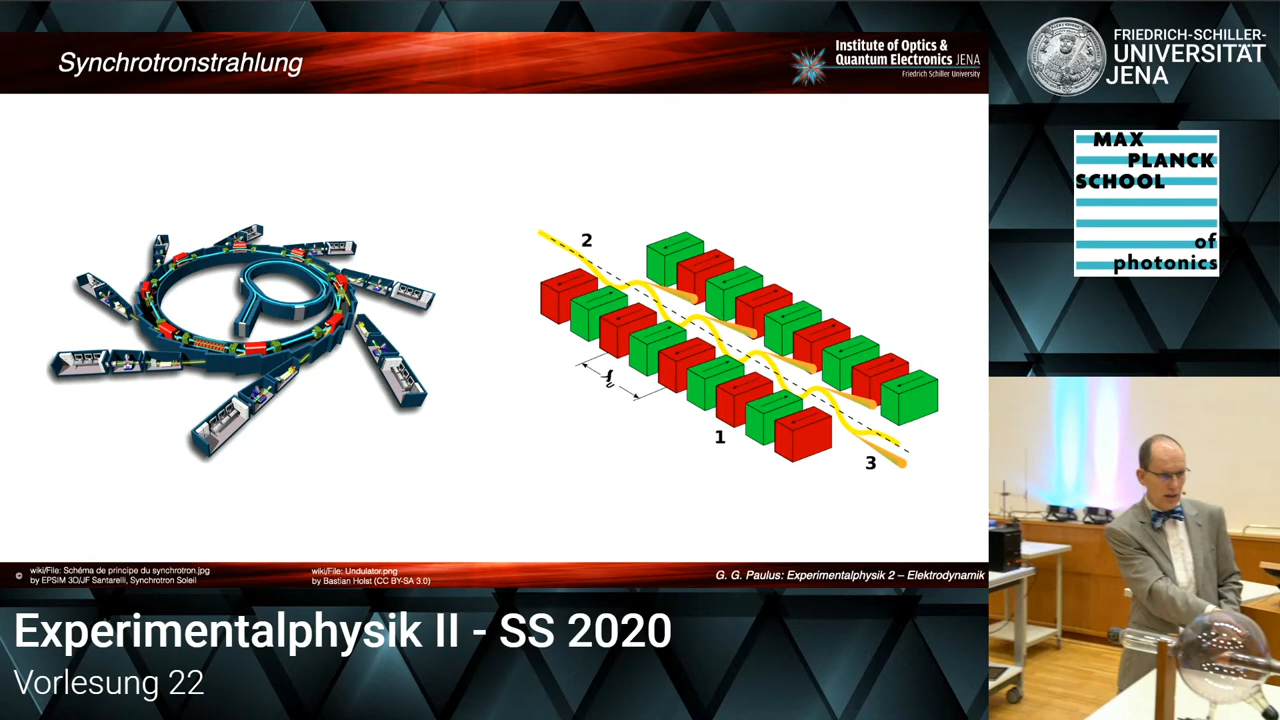 Synchrotronstrahlung
Institute of Optics &
Quantum Electronics JENA
Friedrich Schiller University
FRIEDRICH-SCHILLER-
UNIVERSITÄT
JENA
MAX
PLANCK
SCHOOL
of
photonics
2
1
3
© wiki/File: Schéma de principe du synchrotron.jpg
by EPSIM 3D/JF Santarelli, Synchrotron Soleil
wiki/File: Undulator.png
by Bastian Holst (CC BY-SA 3.0)
G. G. Paulus: Experimentalphysik 2 – Elektrodynamik
Experimentalphysik II - SS 2020
Vorlesung 22